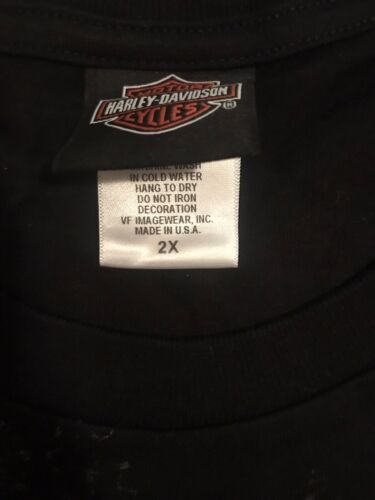 MOTOR
HARLEY-DAVIDSON
CYCLES
®
WASH
IN COLD WATER
HANG TO DRY
DO NOT IRON
DECORATION
VF IMAGEWEAR, INC.
MADE IN U.S.A.
2X